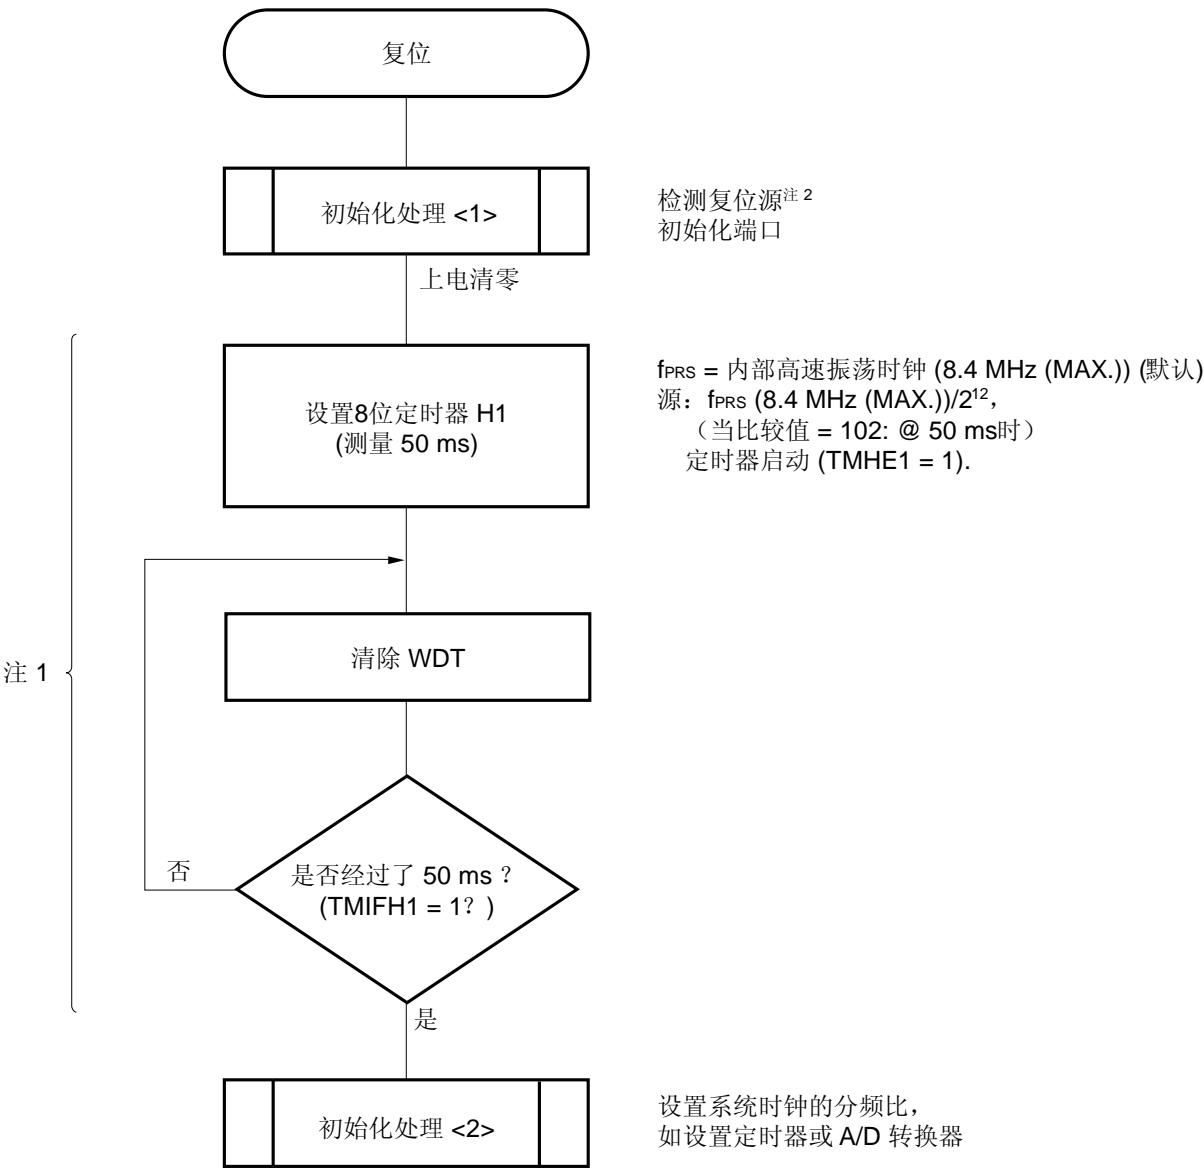 复位
初始化处理 <1>
检测复位源注 2
初始化端口
上电清零
设置8位定时器 H1
(测量 50 ms)
fPRS = 内部高速振荡时钟 (8.4 MHz (MAX.)) (默认)
源：fPRS (8.4 MHz (MAX.))/2¹²，
（当比较值 = 102: @ 50 ms时）
定时器启动 (TMHE1 = 1).
注 1
清除 WDT
否
是否经过了 50 ms？
(TMIFH1 = 1？)
是
初始化处理 <2>
设置系统时钟的分频比，
如设置定时器或 A/D 转换器